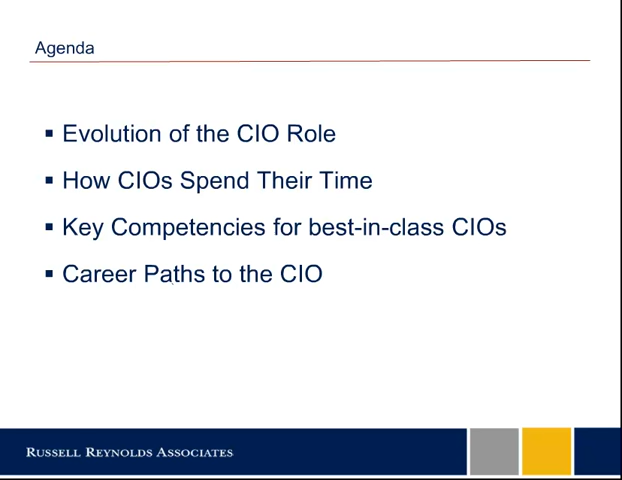 Agenda
▪ Evolution of the CIO Role
▪ How CIOs Spend Their Time
▪ Key Competencies for best-in-class CIOs
▪ Career Paths to the CIO
RUSSELL REYNOLDS ASSOCIATES